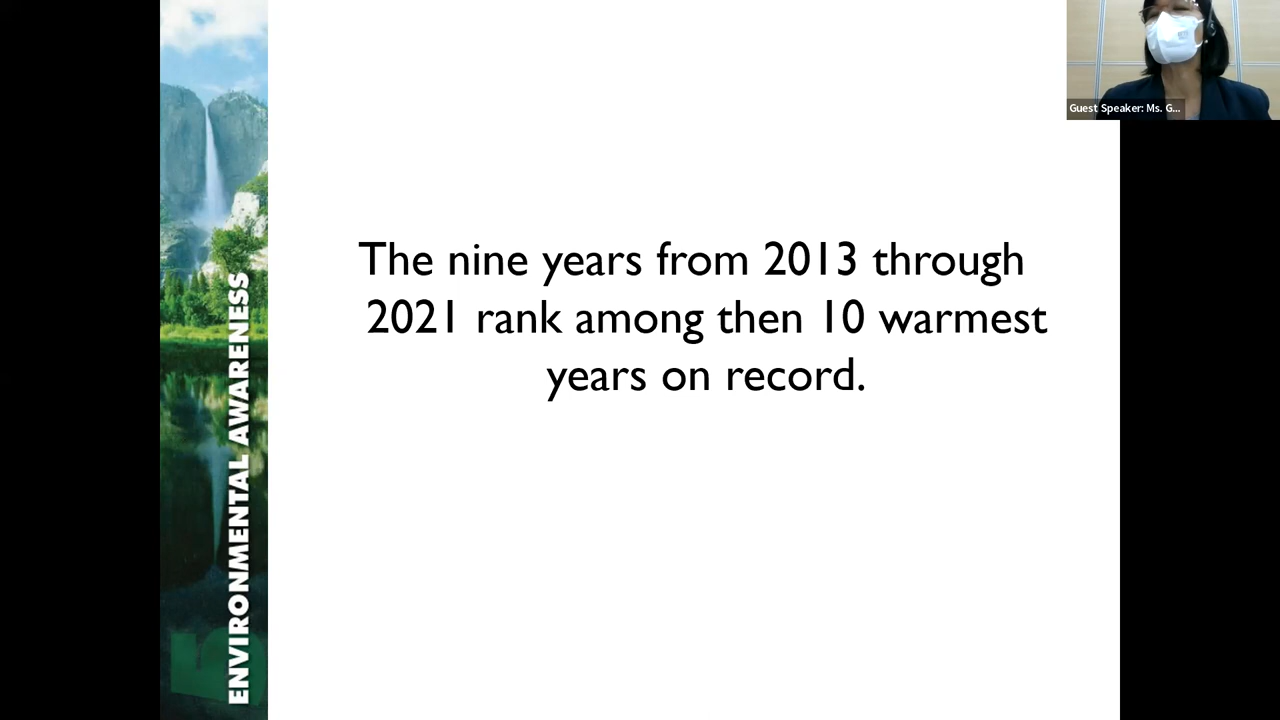 Guest Speaker: Ms. G...
The nine years from 2013 through
2021 rank among then 10 warmest
years on record.
ENVIRONMENTAL AWARENESS
5